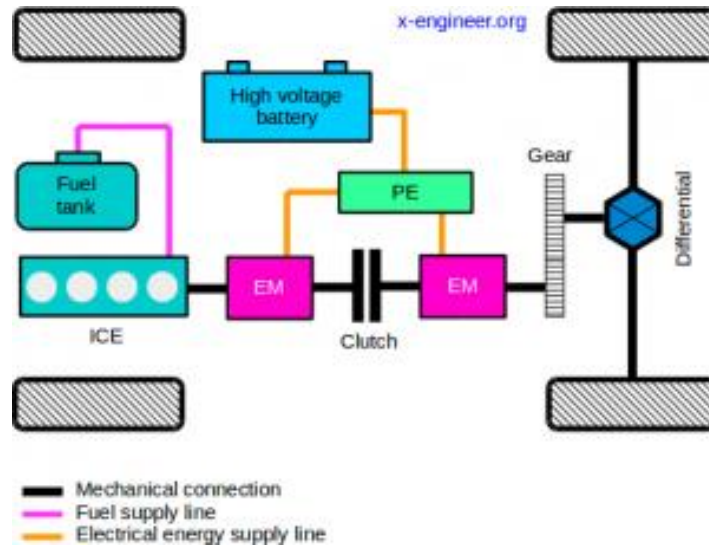 x-engineer.org
High voltage
battery
Gear
Fuel
tank
PE
Differential
EM
EM
ICE
Clutch
Mechanical connection
Fuel supply line
Electrical energy supply line